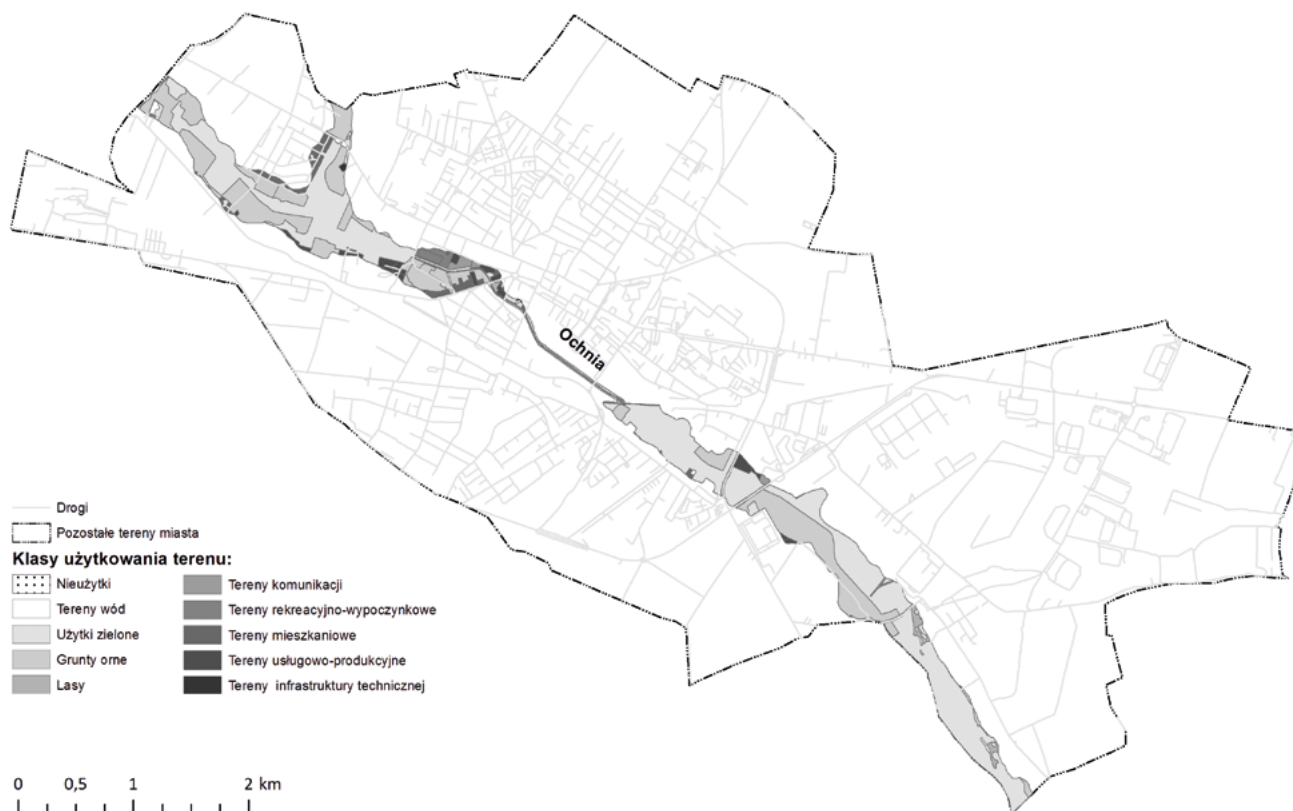 Ochnia
Drogi
Pozostałe tereny miasta
Klasy użytkowania terenu:
Nieużytki
Tereny wód
Użytki zielone
Grunty orne
Lasy
Tereny komunikacji
Tereny rekreacyjno-wypoczynkowe
Tereny mieszkaniowe
Tereny usługowo-produkcyjne
Tereny infrastruktury technicznej
0 0,5 1 2 km